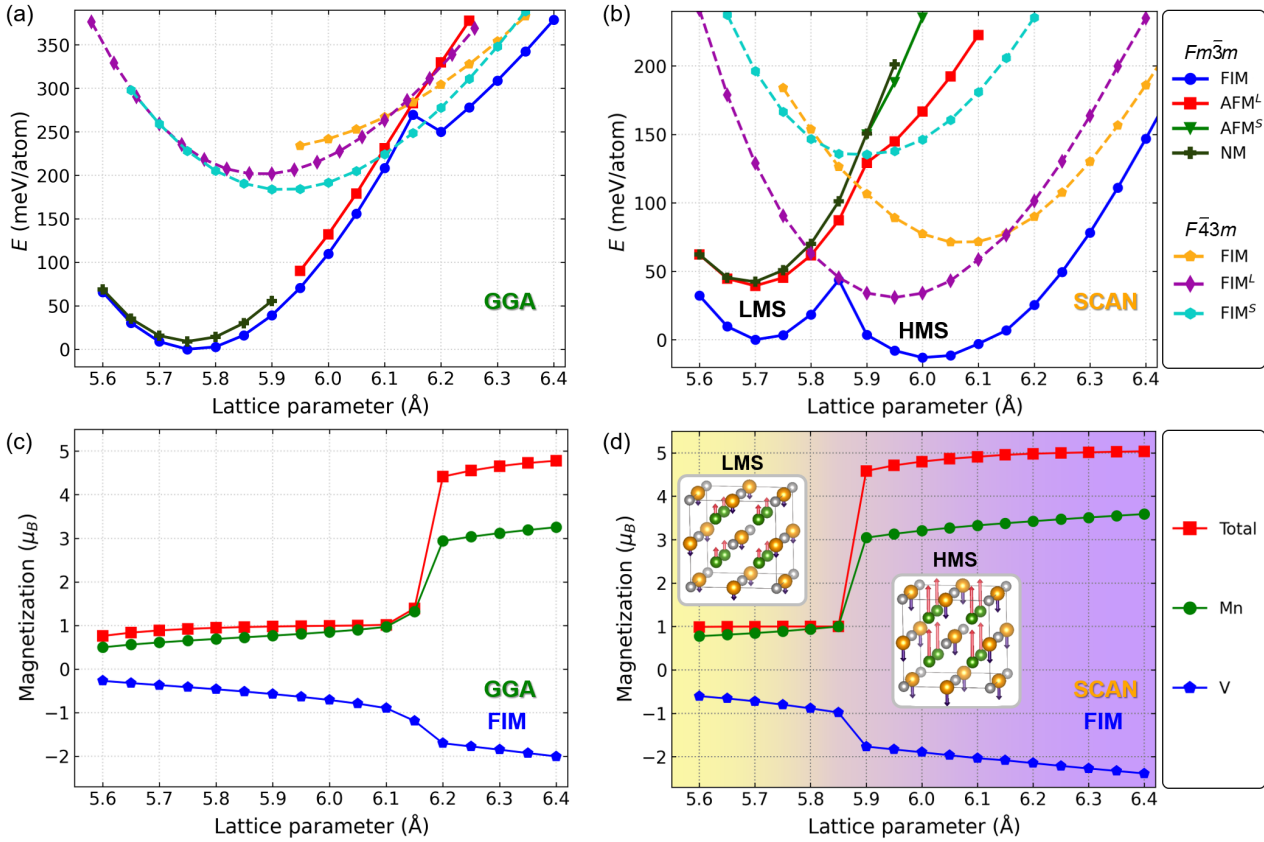 (a)
E (meV/atom)
350
300
250
200
150
100
50
0
GGA
5.6 5.7 5.8 5.9 6.0 6.1 6.2 6.3 6.4
Lattice parameter (Å)
(b)
E (meV/atom)
200
150
100
50
0
LMS
HMS
SCAN
5.6 5.7 5.8 5.9 6.0 6.1 6.2 6.3 6.4
Lattice parameter (Å)
Fm3̅m
FIM
AFM^L
AFM^S
NM
F4̅3m
FIM
FIM^L
FIM^S
(c)
Magnetization (μ_B)
5
4
3
2
1
0
−1
−2
GGA
FIM
5.6 5.7 5.8 5.9 6.0 6.1 6.2 6.3 6.4
Lattice parameter (Å)
(d)
Magnetization (μ_B)
5
4
3
2
1
0
−1
−2
LMS
HMS
SCAN
FIM
5.6 5.7 5.8 5.9 6.0 6.1 6.2 6.3 6.4
Lattice parameter (Å)
Total
Mn
V